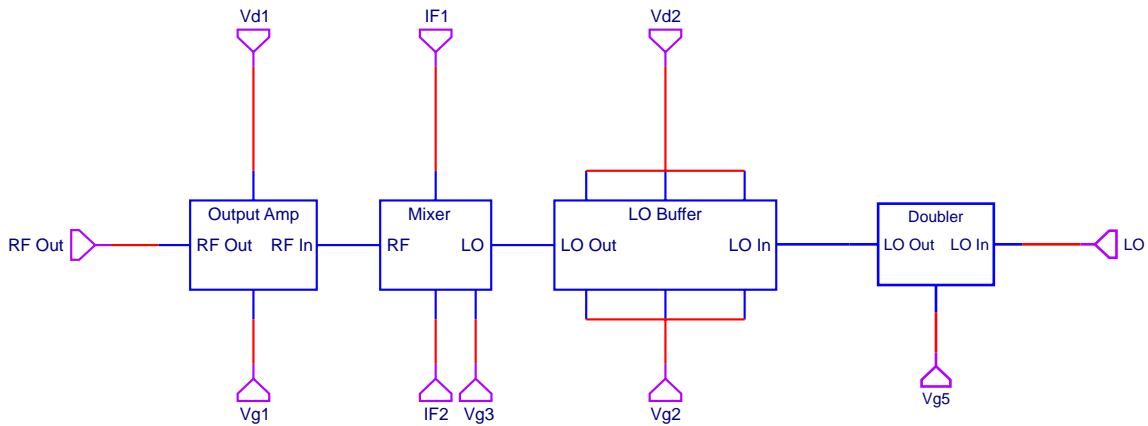 Vd1
IF1
Vd2
Output Amp
Mixer
LO Buffer
Doubler
RF Out
RF Out
RF In
RF
LO
LO Out
LO In
LO Out
LO In
LO
Vg1
IF2
Vg3
Vg2
Vg5